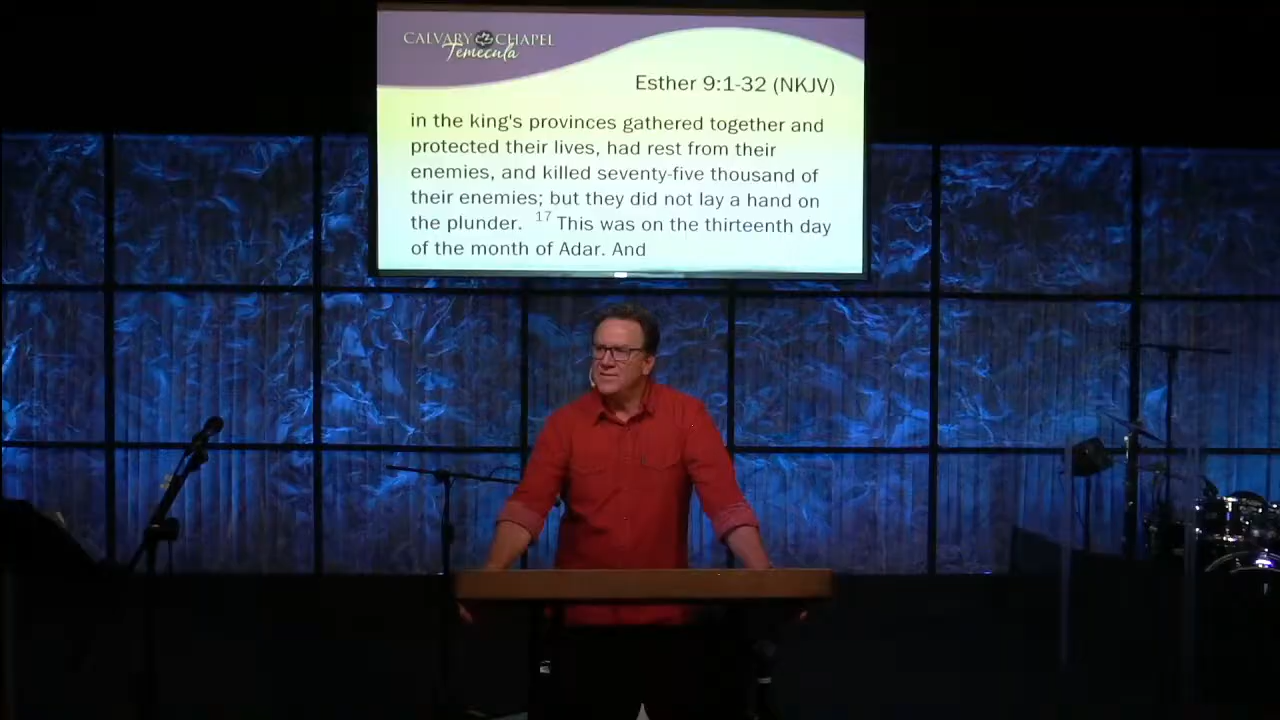 CALVARY CHAPEL
Temecula
Esther 9:1-32 (NKJV)
in the king's provinces gathered together and
protected their lives, had rest from their
enemies, and killed seventy-five thousand of
their enemies; but they did not lay a hand on
the plunder. 17 This was on the thirteenth day
of the month of Adar. And